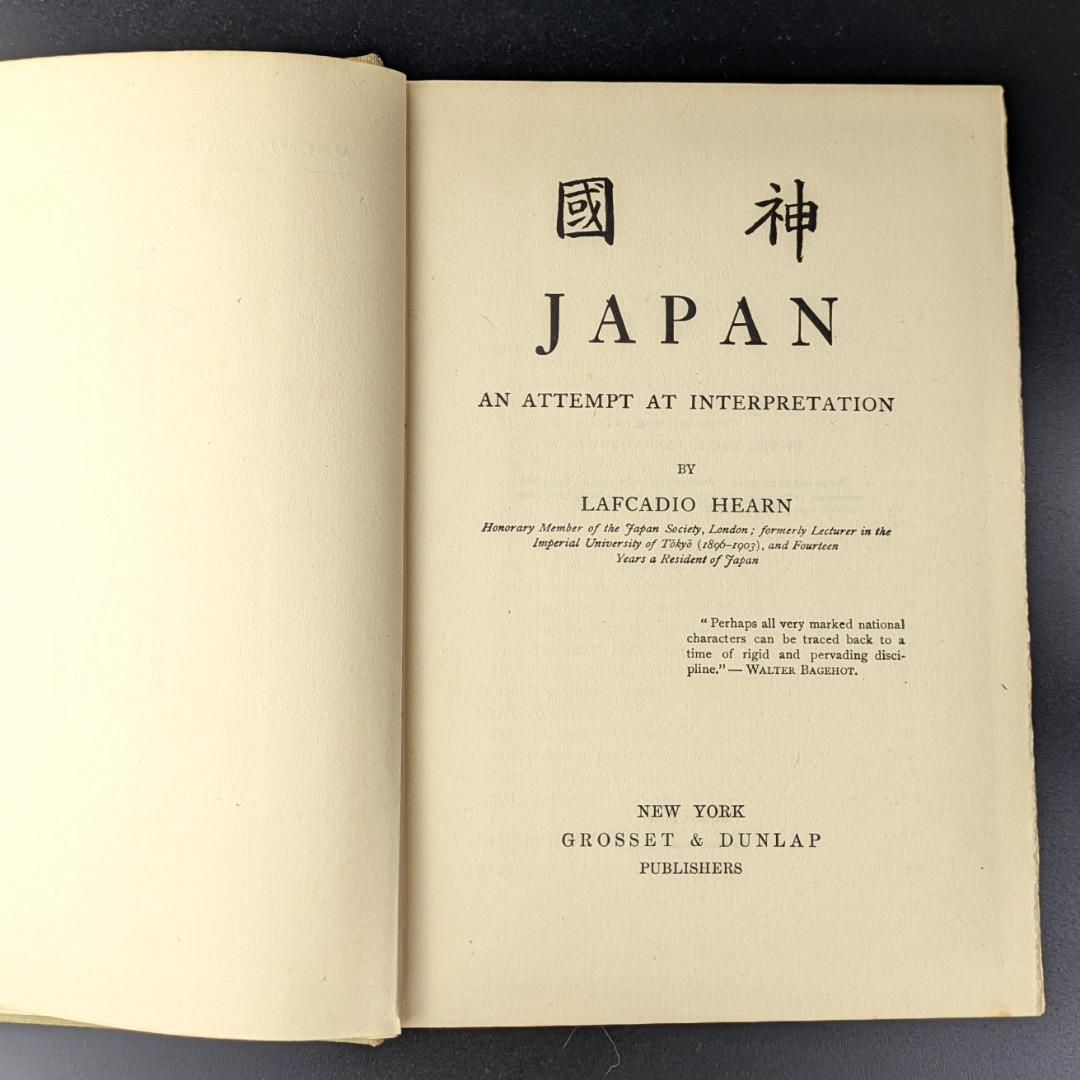 神國
JAPAN
AN ATTEMPT AT INTERPRETATION
BY
LAFCADIO HEARN
Honorary Member of the Japan Society, London; formerly Lecturer in the
Imperial University of Tōkyō (1896–1903), and Fourteen
Years a Resident of Japan
“Perhaps all very marked national
characters can be traced back to a
time of rigid and pervading disci-
pline.”—WALTER BAGEHOT.
NEW YORK
GROSSET & DUNLAP
PUBLISHERS